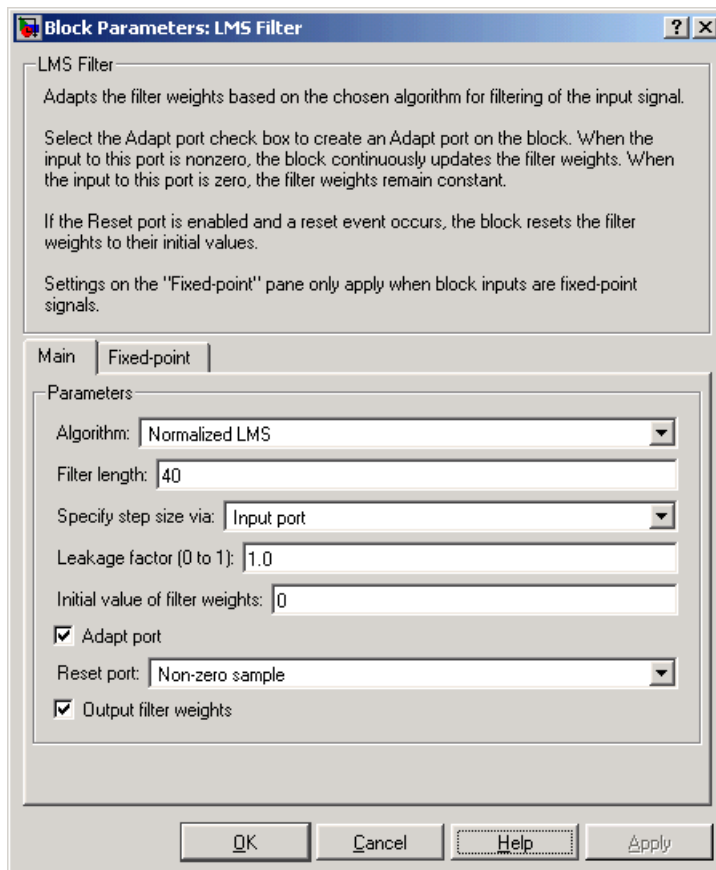 Block Parameters: LMS Filter
LMS Filter
Adapts the filter weights based on the chosen algorithm for filtering of the input signal.
Select the Adapt port check box to create an Adapt port on the block. When the
input to this port is nonzero, the block continuously updates the filter weights. When
the input to this port is zero, the filter weights remain constant.
If the Reset port is enabled and a reset event occurs, the block resets the filter
weights to their initial values.
Settings on the "Fixed-point" pane only apply when block inputs are fixed-point
signals.
Main Fixed-point
Parameters
Algorithm: Normalized LMS
Filter length: 40
Specify step size via: Input port
Leakage factor (0 to 1): 1.0
Initial value of filter weights: 0
Adapt port
Reset port: Non-zero sample
Output filter weights
OK Cancel Help Apply